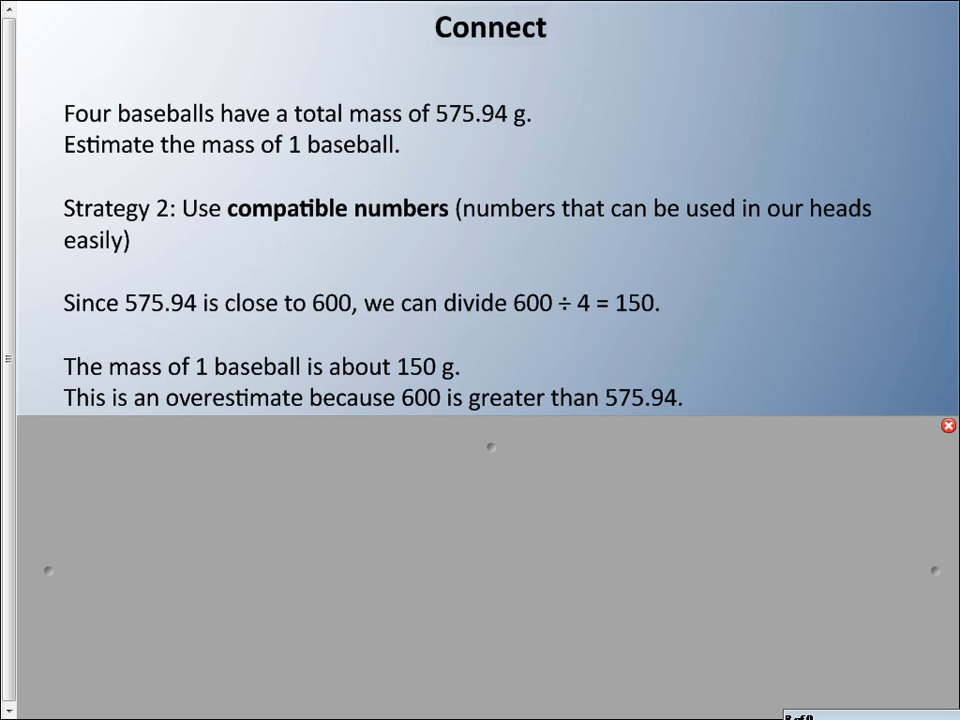 Connect
Four baseballs have a total mass of 575.94 g.
Estimate the mass of 1 baseball.
Strategy 2: Use compatible numbers (numbers that can be used in our heads
easily)
Since 575.94 is close to 600, we can divide 600 ÷ 4 = 150.
The mass of 1 baseball is about 150 g.
This is an overestimate because 600 is greater than 575.94.